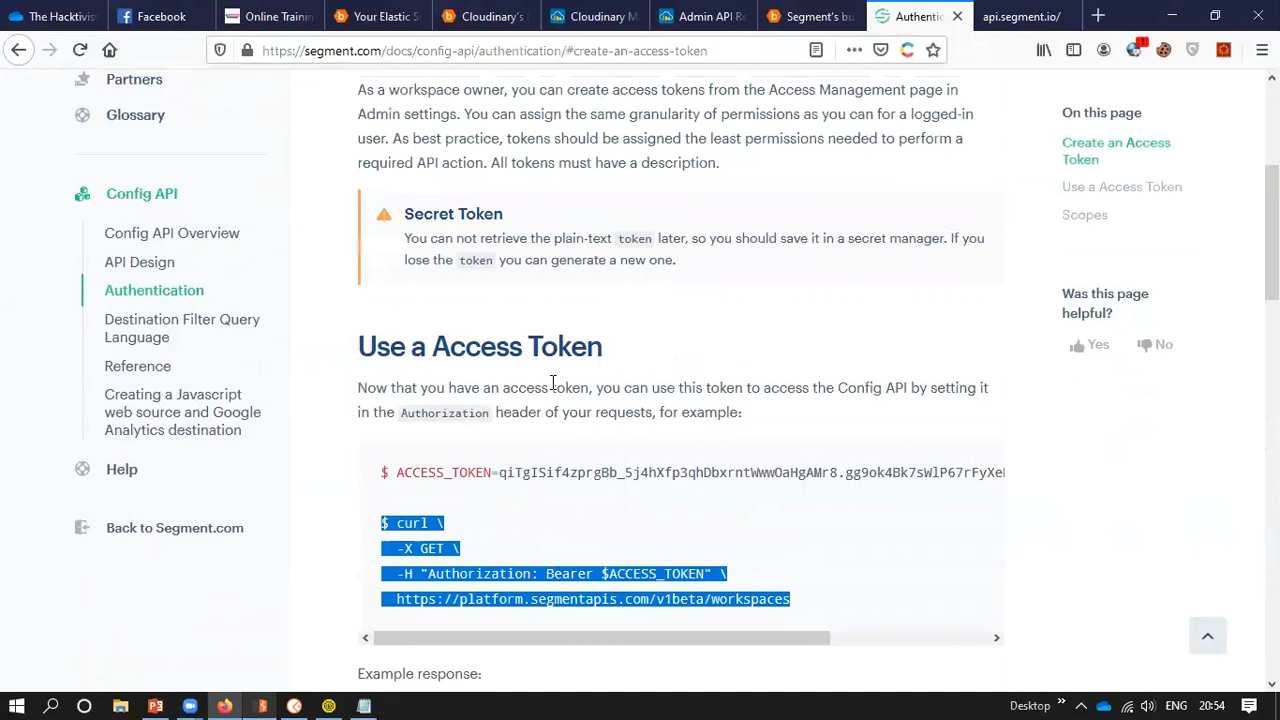 The Hacktivis
Facebook
Online Trainin
Your Elastic S
Cloudinary's
Cloudinary M
Admin API Re
Segment's bu
Authentic
api.segment.io/
https://segment.com/docs/config-api/authentication/#create-an-access-token
1
Partners
Glossary
Config API
Config API Overview
API Design
Authentication
Destination Filter Query
Language
Reference
Creating a Javascript
web source and Google
Analytics destination
Help
Back to Segment.com
As a workspace owner, you can create access tokens from the Access Management page in
Admin settings. You can assign the same granularity of permissions as you can for a logged-in
user. As best practice, tokens should be assigned the least permissions needed to perform a
required API action. All tokens must have a description.
Secret Token
You can not retrieve the plain-text token later, so you should save it in a secret manager. If you
lose the token you can generate a new one.
Use a Access Token
Now that you have an access token, you can use this token to access the Config API by setting it
in the Authorization header of your requests, for example:
$ ACCESS_TOKEN=qiTgISif4zprgBb_5j4hXfp3qhDbxrntWwwOaHgAMr8.gg9ok4Bk7sWlP67rFyXeH
$ curl \
-X GET \
-H "Authorization: Bearer $ACCESS_TOKEN" \
https://platform.segmentapis.com/v1beta/workspaces
Example response:
On this page
Create an Access
Token
Use a Access Token
Scopes
Was this page
helpful?
Yes
No
Desktop
ENG
20:54